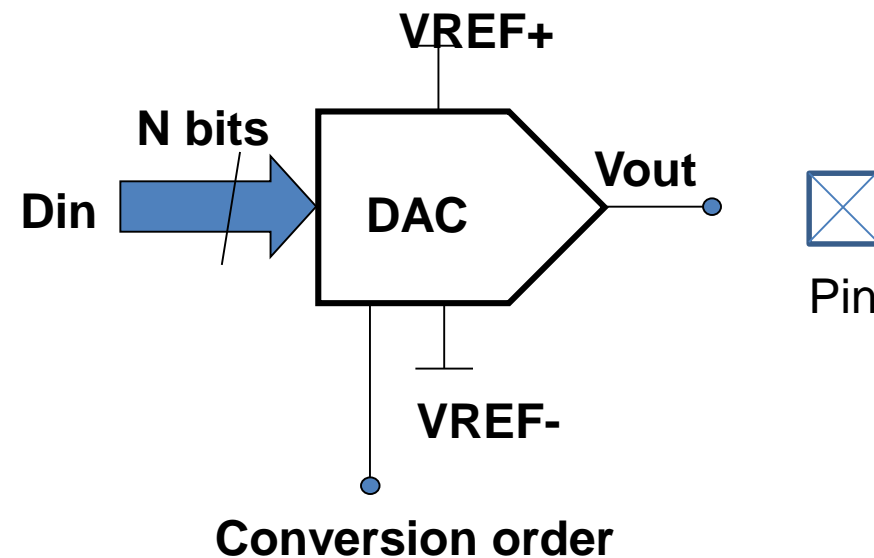 VREF+
N bits
Vout
Din
DAC
Pin
VREF-
Conversion order